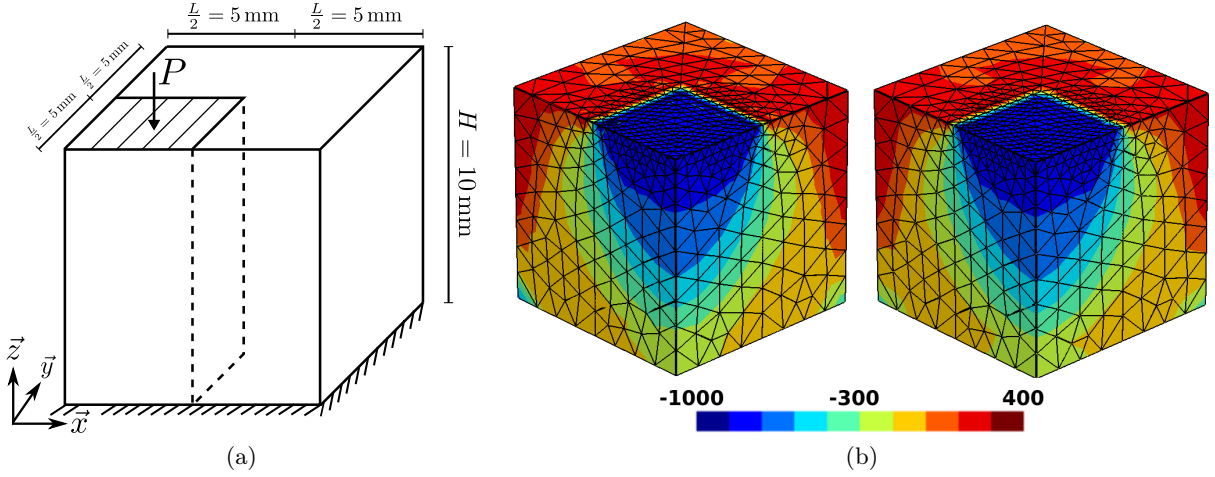 L/2 = 5 mm
L/2 = 5 mm
L/2 = 5 mm
L/2 = 5 mm
P
H = 10 mm
z⃗
y⃗
x⃗
-1000 -300 400
(a)
(b)